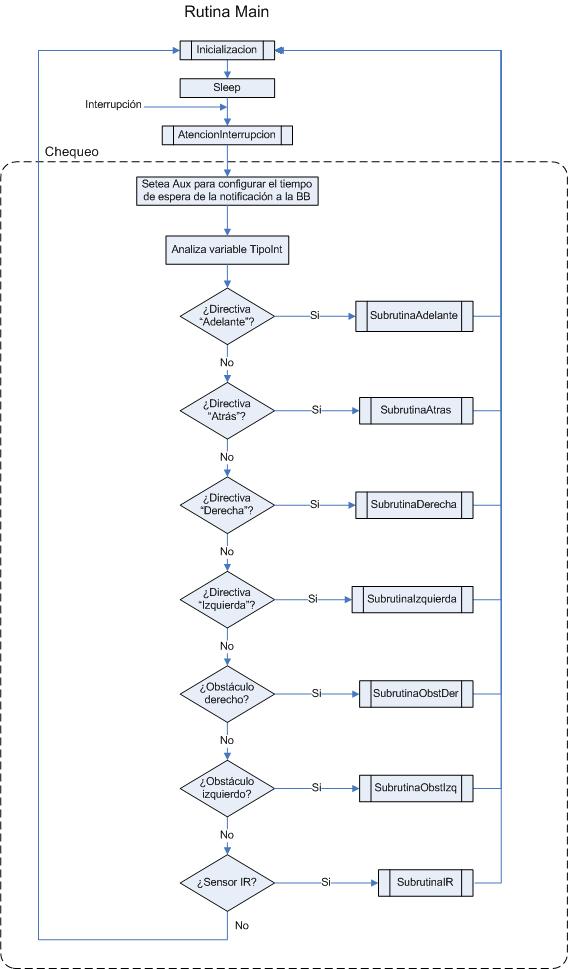 Rutina Main
Inicializacion
Sleep
Interrupción
AtencionInterrupcion
Chequeo
Setea Aux para configurar el tiempo
de espera de la notificación a la BB
Analiza variable TipoInt
¿Directiva
“Adelante”?
Si
SubrutinaAdelante
No
¿Directiva
“Atrás”?
Si
SubrutinaAtras
No
¿Directiva
“Derecha”?
Si
SubrutinaDerecha
No
¿Directiva
“Izquierda”?
Si
SubrutinaIzquierda
No
¿Obstáculo
derecho?
Si
SubrutinaObstDer
No
¿Obstáculo
izquierdo?
Si
SubrutinaObstIzq
No
¿Sensor IR?
Si
SubrutinaIR
No